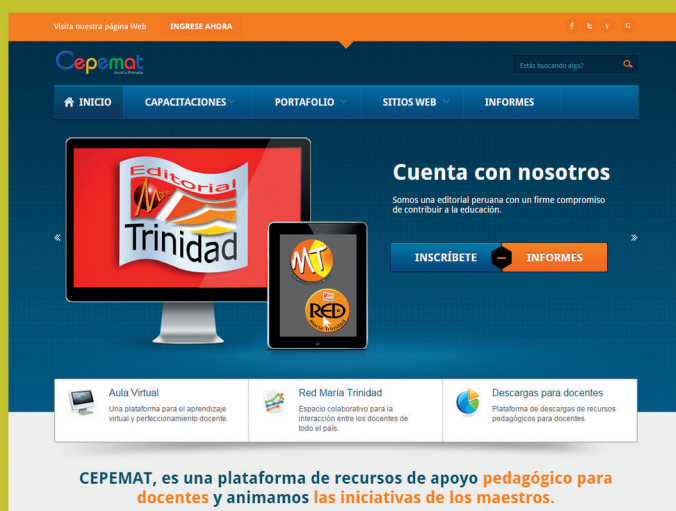 Visita nuestra página Web INGRESE AHORA
Cepemat
Inicial y Primaria
Estás buscando algo?
INICIO CAPACITACIONES PORTAFOLIO SITIOS WEB INFORMES
Editorial
Trinidad
MT
RED
María Trinidad
Cuenta con nosotros
Somos una editorial peruana con un firme compromiso
de contribuir a la educación.
INSCRÍBETE INFORMES
Aula Virtual
Una plataforma para el aprendizaje
virtual y perfeccionamiento docente.
Red María Trinidad
Espacio colaborativo para la
interacción entre los docentes de
todo el país.
Descargas para docentes
Plataforma de descargas de recursos
pedagógicos para docentes.
CEPEMAT, es una plataforma de recursos de apoyo pedagógico para
docentes y animamos las iniciativas de los maestros.